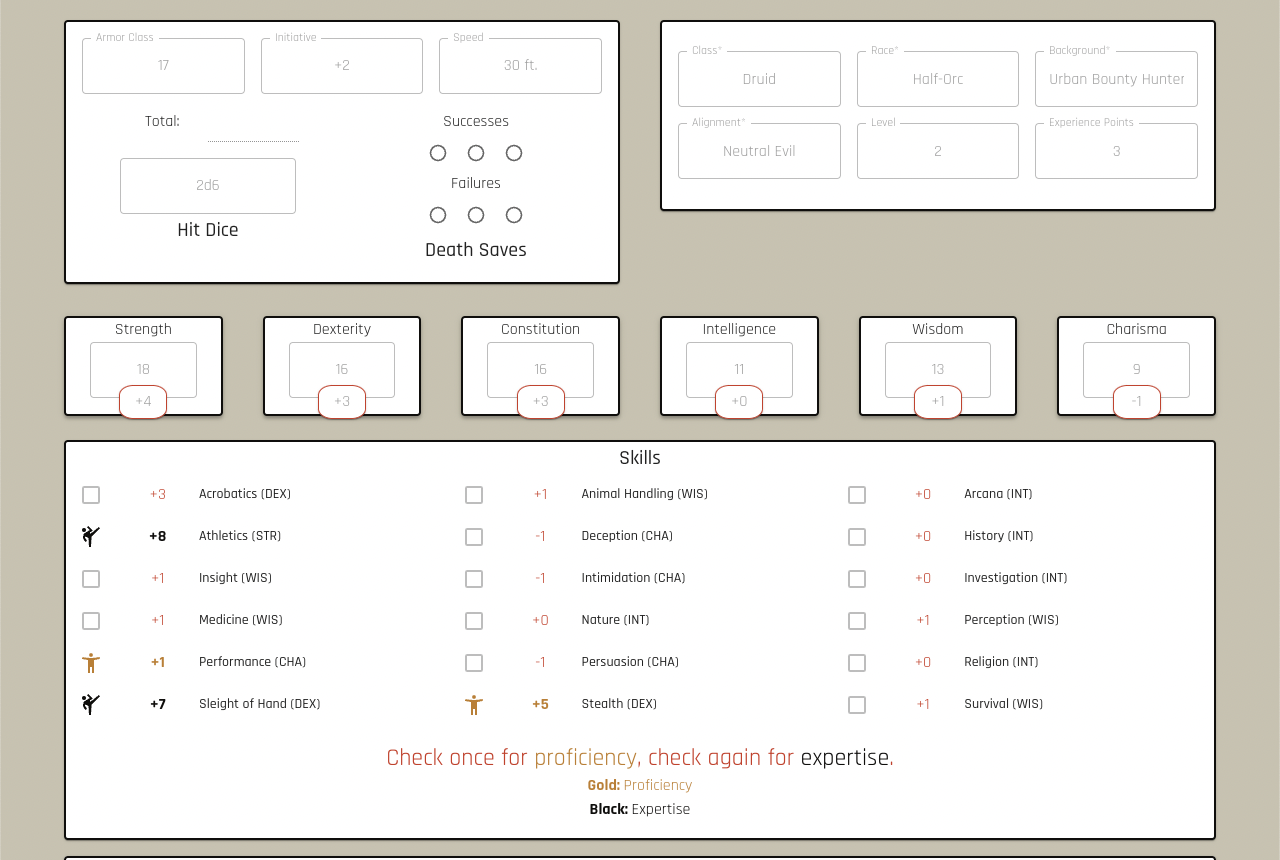 Armor Class Initiative Speed
17 +2 30 ft.
Total:
2d6
Hit Dice
Successes
Failures
Death Saves
Class* Race* Background*
Druid Half-Orc Urban Bounty Hunter
Alignment* Level Experience Points
Neutral Evil 2 3
Strength Dexterity Constitution Intelligence Wisdom Charisma
18 16 16 11 13 9
+4 +3 +3 +0 +1 -1
Skills
+3 Acrobatics (DEX) +1 Animal Handling (WIS) +0 Arcana (INT)
+8 Athletics (STR) -1 Deception (CHA) +0 History (INT)
+1 Insight (WIS) -1 Intimidation (CHA) +0 Investigation (INT)
+1 Medicine (WIS) +0 Nature (INT) +1 Perception (WIS)
+1 Performance (CHA) -1 Persuasion (CHA) +0 Religion (INT)
+7 Sleight of Hand (DEX) +5 Stealth (DEX) +1 Survival (WIS)
Check once for proficiency, check again for expertise.
Gold: Proficiency
Black: Expertise